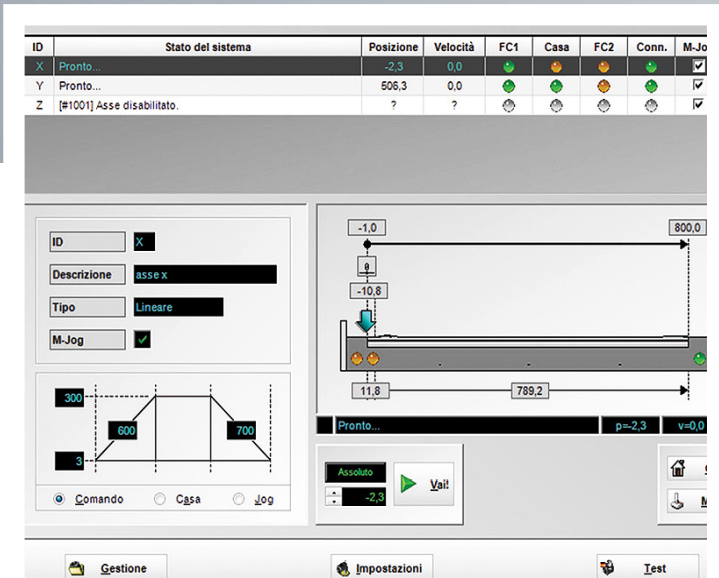 ID Stato del sistema Posizione Velocità FC1 Casa FC2 Conn. M-Jo
X Pronto... -2,3 0,0
Y Pronto... 506,3 0,0
Z [#1001] Asse disabilitato. ? ?
ID X
Descrizione asse x
Tipo Lineare
M-Jog
300
600 700
3
Comando Casa Jog
-1,0 800,0
0
-10,8
11,8 789,2
Pronto... p=-2,3 v=0,0
Assoluto
-2,3
Vai!
M
Gestione Impostazioni Test